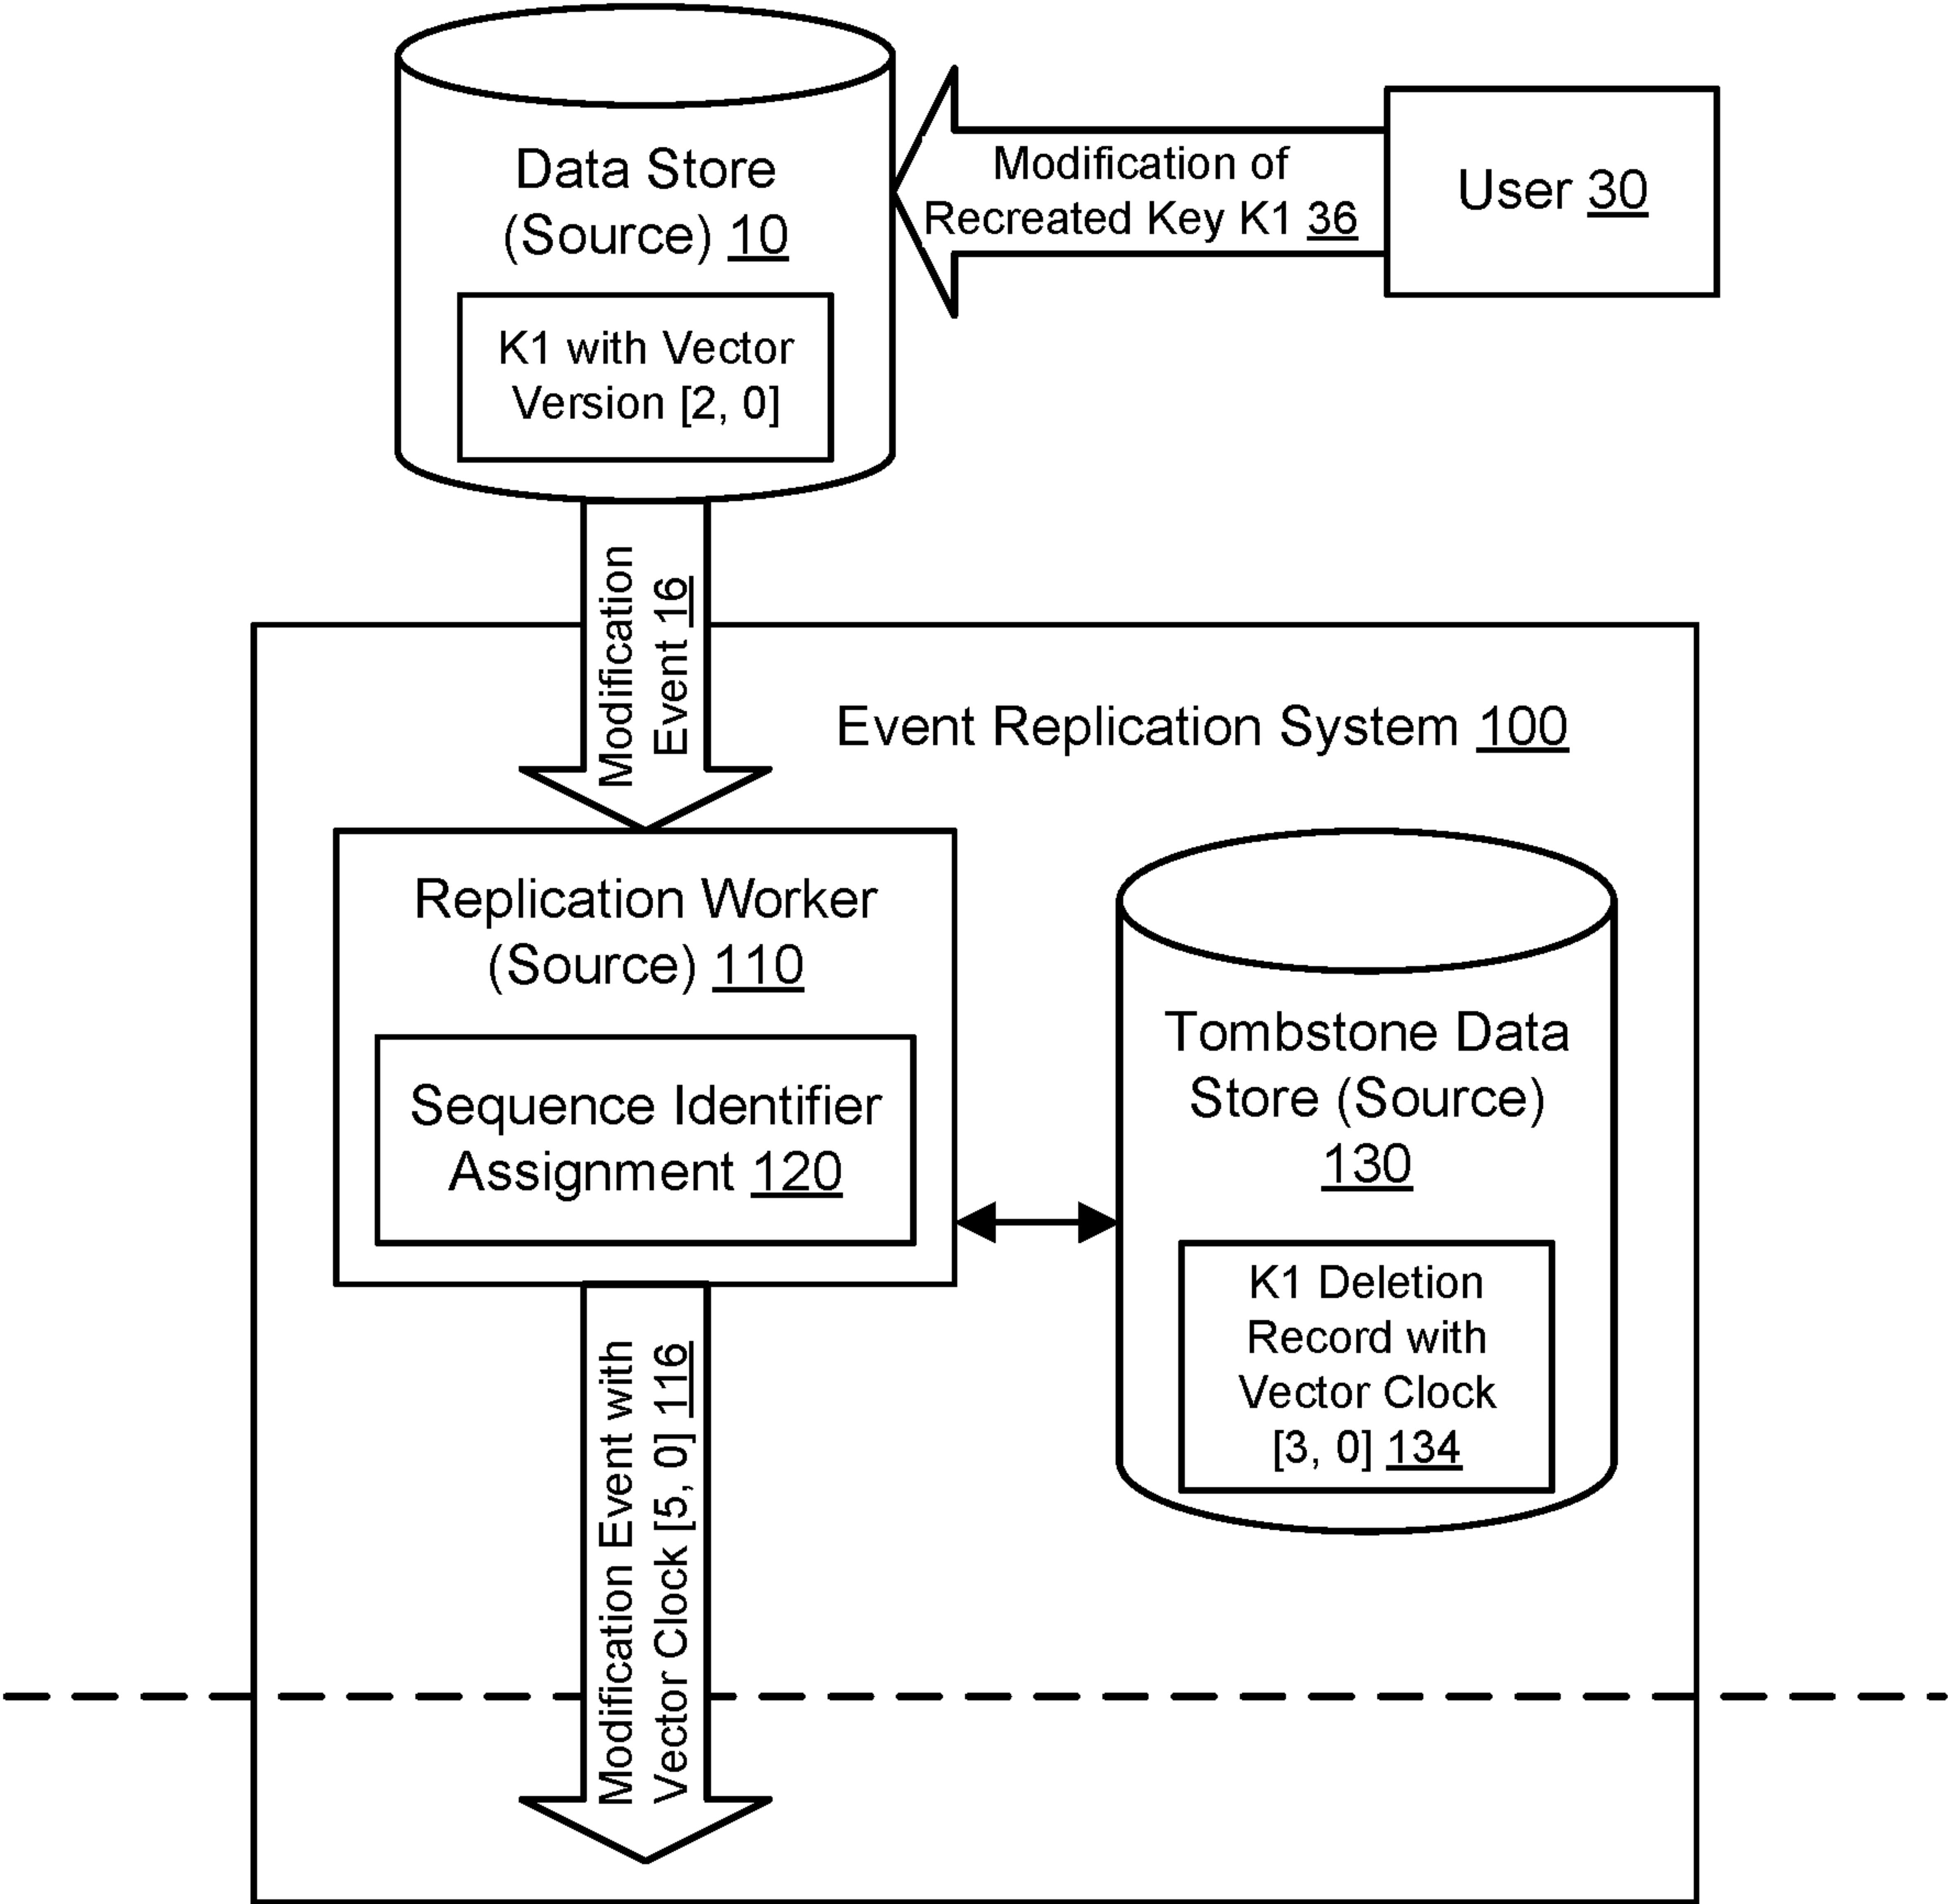 Data Store
(Source) 10
K1 with Vector
Version [2, 0]
Modification of
Recreated Key K1 36
User 30
Modification
Event 16
Event Replication System 100
Replication Worker
(Source) 110
Sequence Identifier
Assignment 120
Tombstone Data
Store (Source)
130
K1 Deletion
Record with
Vector Clock
[3, 0] 134
Modification Event with
Vector Clock [5, 0] 116